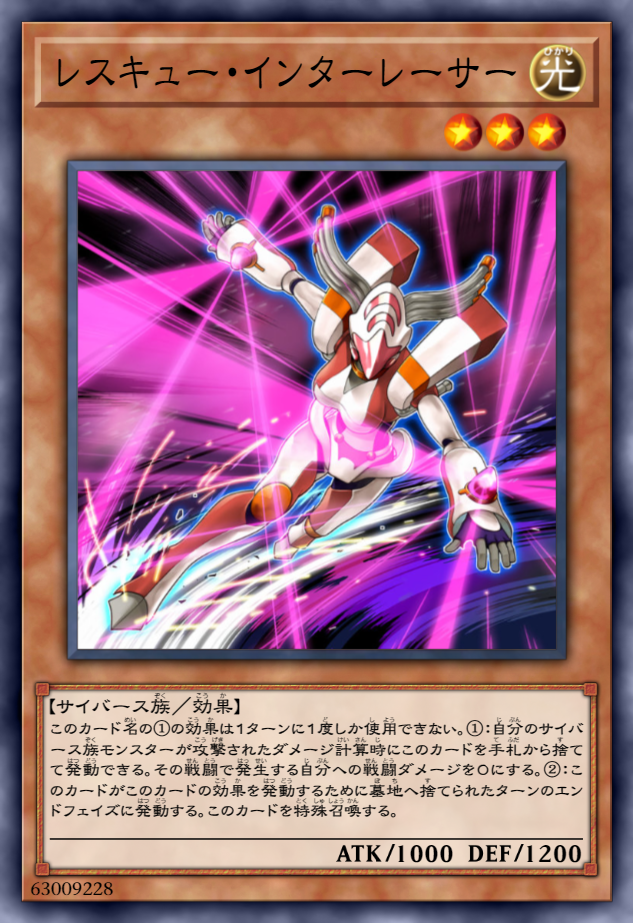 レスキュー・インターレーサー
光
【サイバース族／効果】
このカード名の①の効果は1ターンに1度しか使用できない。①：自分のサイバ
ース族モンスターが攻撃されたダメージ計算時にこのカードを手札から捨て
て発動できる。その戦闘で発生する自分への戦闘ダメージを0にする。②：こ
のカードがこのカードの効果を発動するために墓地へ捨てられたターンのエン
ドフェイズに発動する。このカードを特殊召喚する。
ATK/1000 DEF/1200
63009228